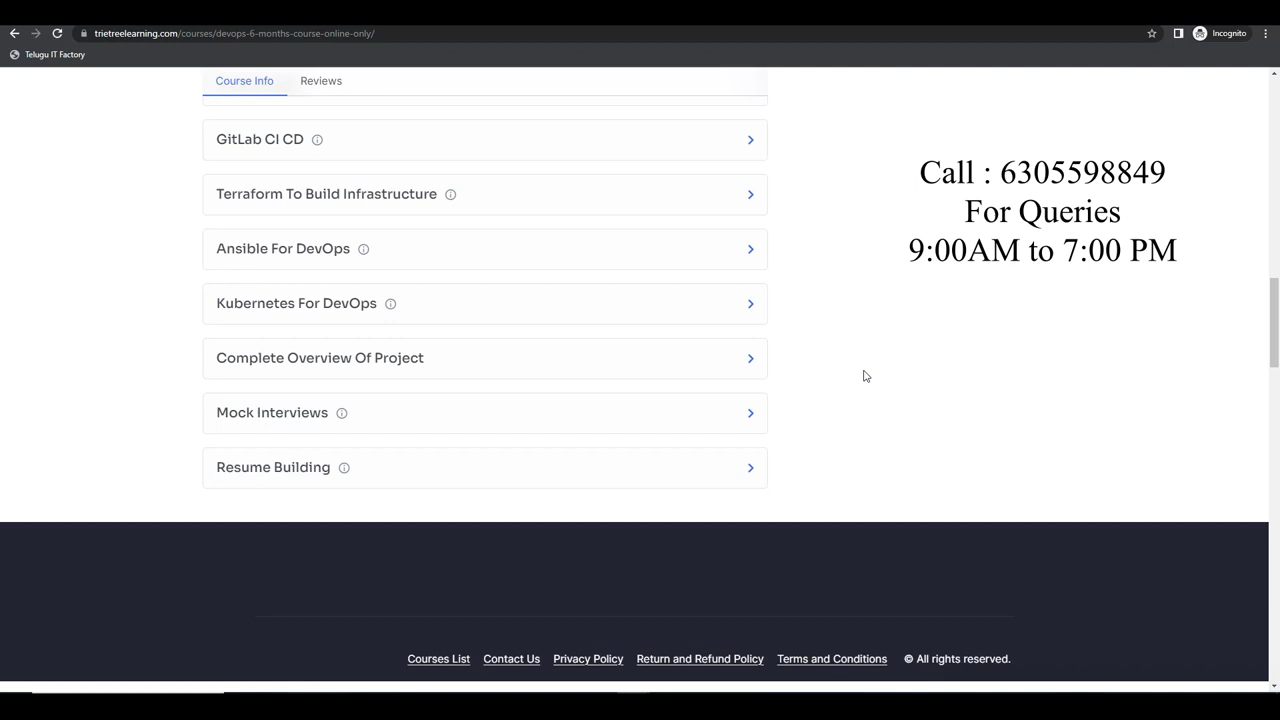 trietreelearning.com/courses/devops-6-months-course-online-only/
Incognito
Telugu IT Factory
Course Info
Reviews
GitLab CI CD
Terraform To Build Infrastructure
Ansible For DevOps
Kubernetes For DevOps
Complete Overview Of Project
Mock Interviews
Resume Building
Call : 6305598849
For Queries
9:00AM to 7:00 PM
Courses List
Contact Us
Privacy Policy
Return and Refund Policy
Terms and Conditions
© All rights reserved.